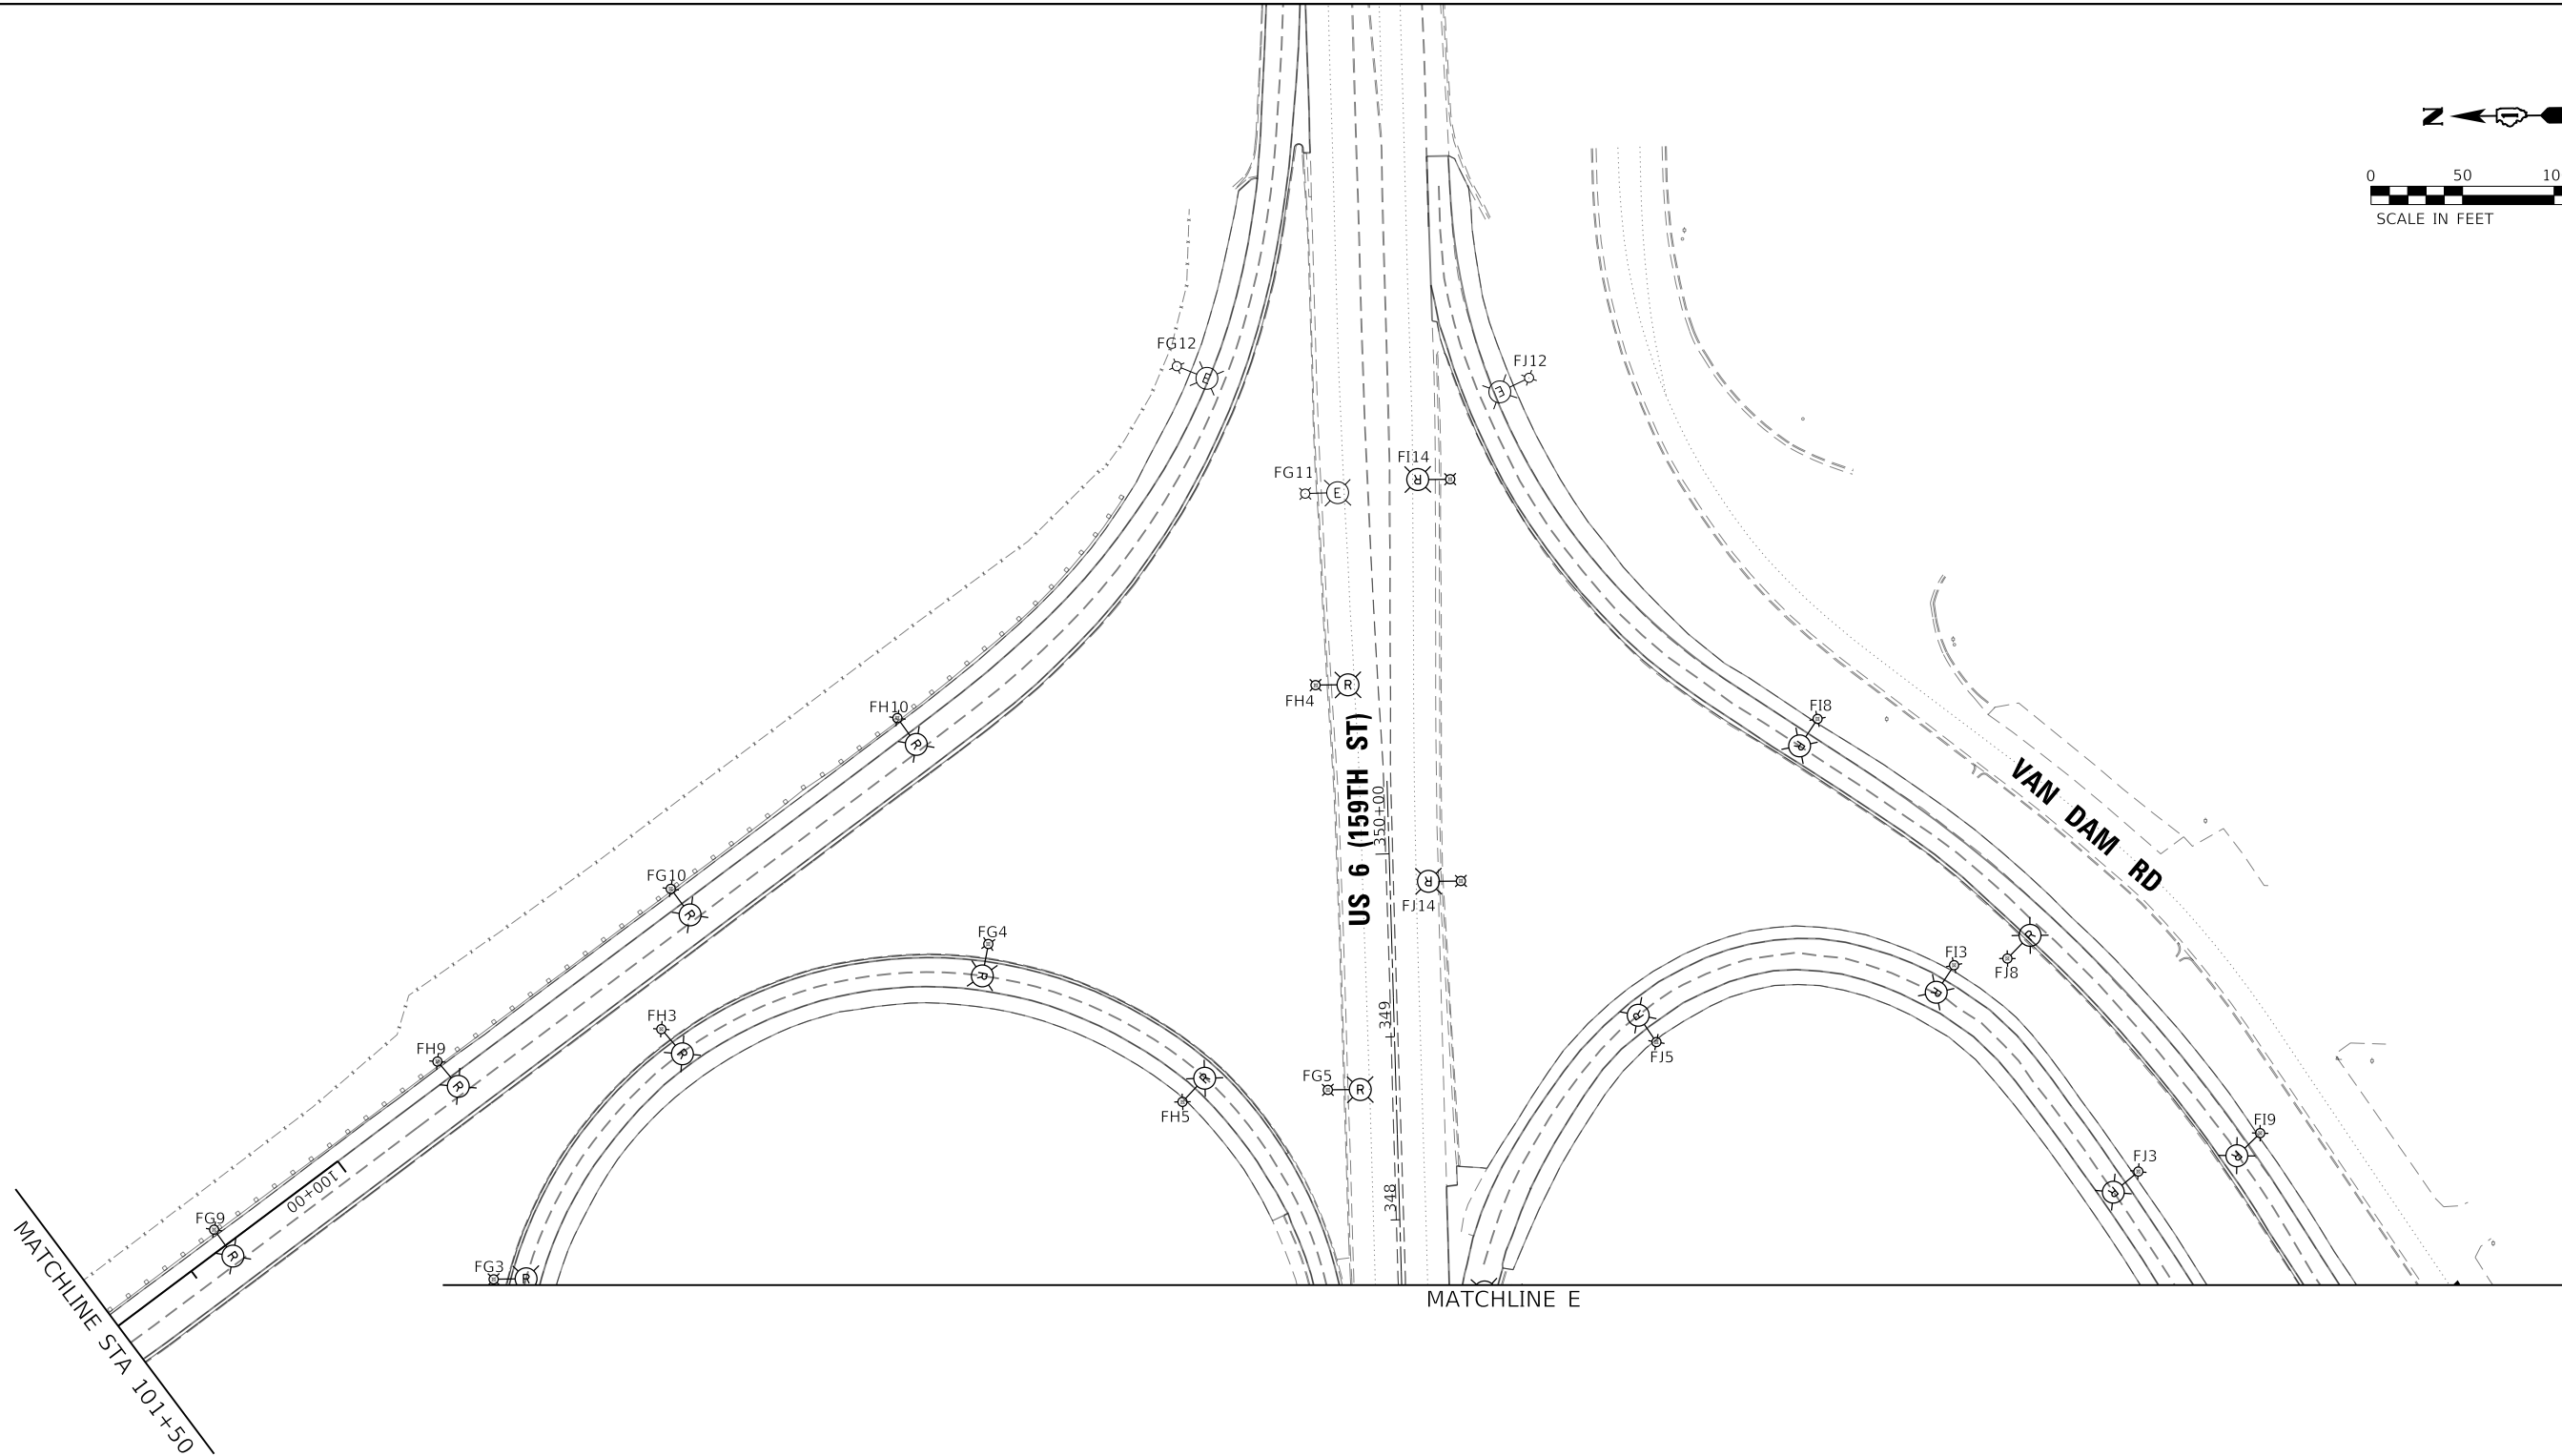 N
0 50 10
SCALE IN FEET
FG12
E
FJ12
E
FG11
E
FI14
R
FH4
R
FH10
R
FI8
R
US 6 (159TH ST)
350+00
VAN DAM RD
FG10
R
FJ14
R
FG4
R
FI3
R
FJ8
R
FH3
R
349
FJ5
R
FH9
R
FG5
R
FH5
R
FI9
R
FJ3
R
100+00
348
FG9
R
FG3
R
MATCHLINE E
MATCHLINE STA 101+50